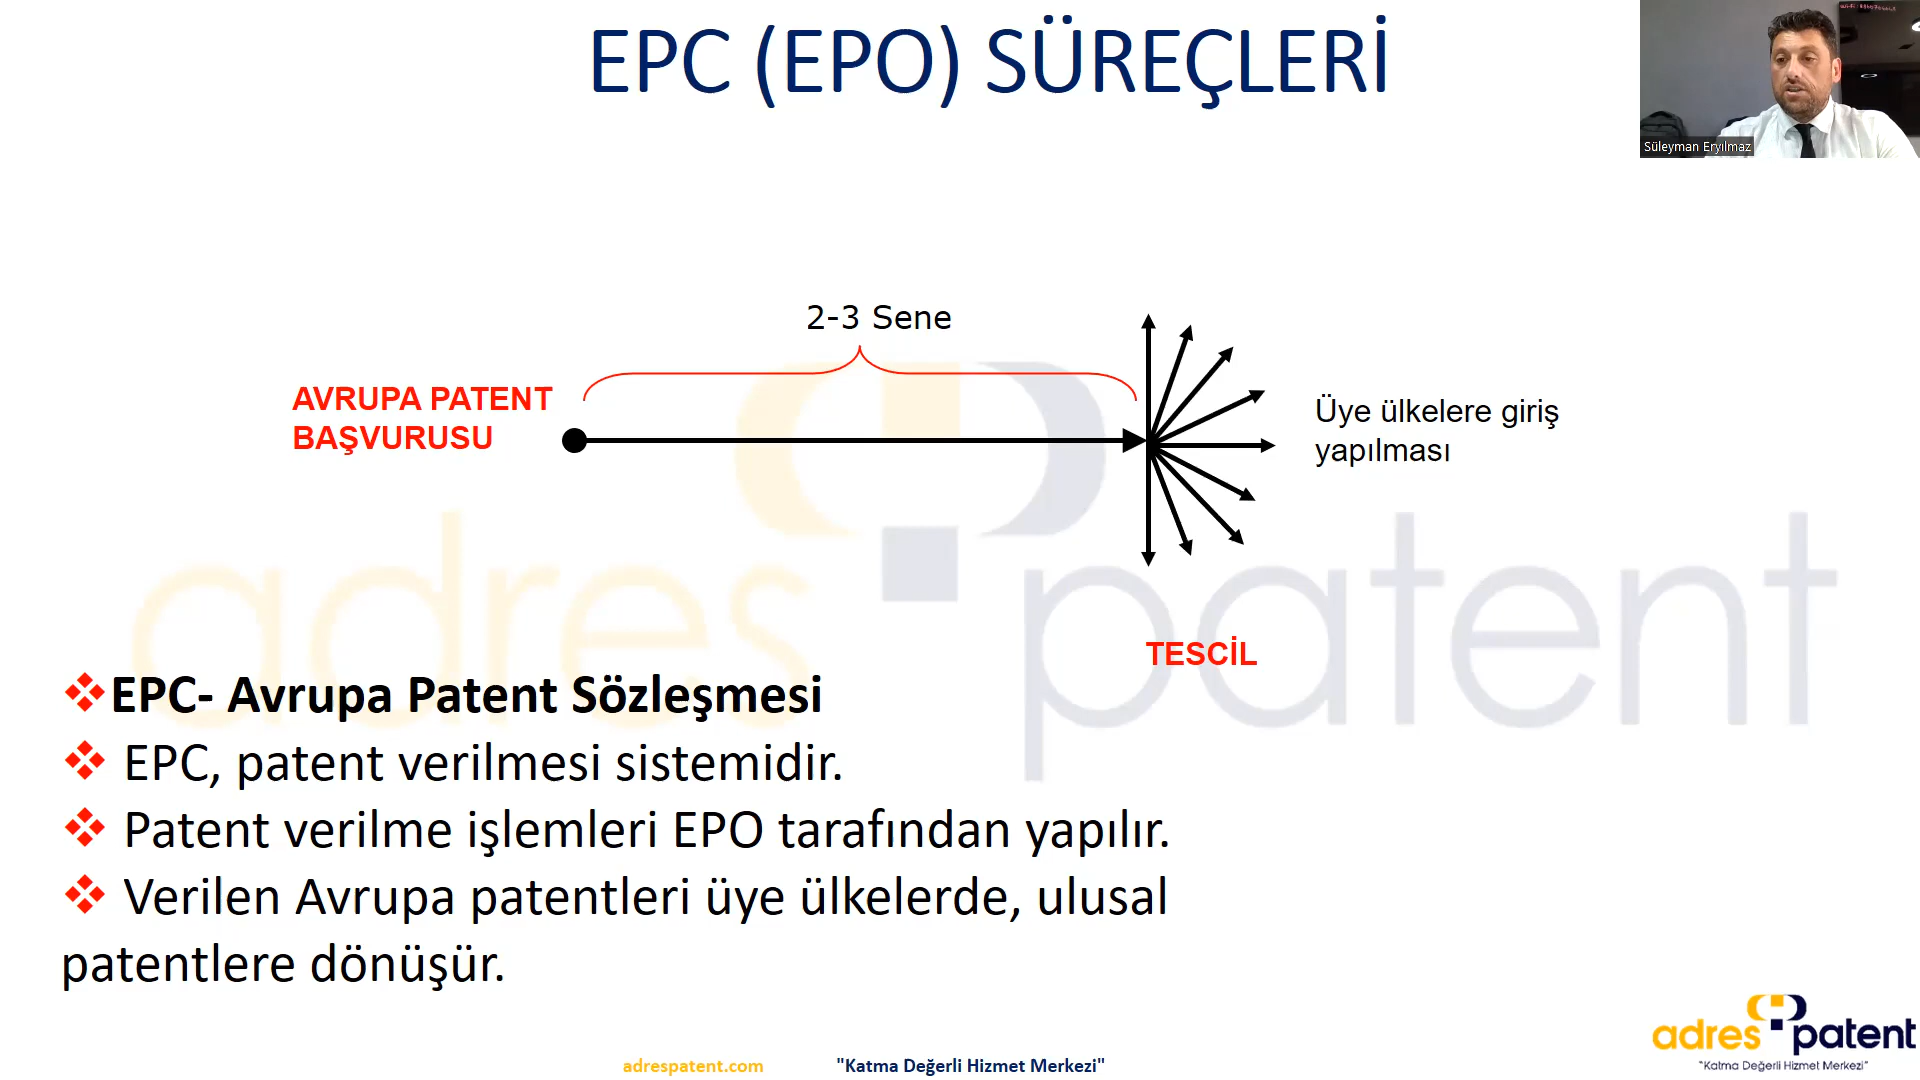 EPC (EPO) SÜREÇLERİ
Süleyman Eryılmaz
2-3 Sene
AVRUPA PATENT
BAŞVURUSU
Üye ülkelere giriş
yapılması
TESCİL
adres patent
❖EPC- Avrupa Patent Sözleşmesi
❖ EPC, patent verilmesi sistemidir.
❖ Patent verilme işlemleri EPO tarafından yapılır.
❖ Verilen Avrupa patentleri üye ülkelerde, ulusal
patentlere dönüşür.
adres patent
"Katma Değerli Hizmet Merkezi"
adrespatent.com "Katma Değerli Hizmet Merkezi"